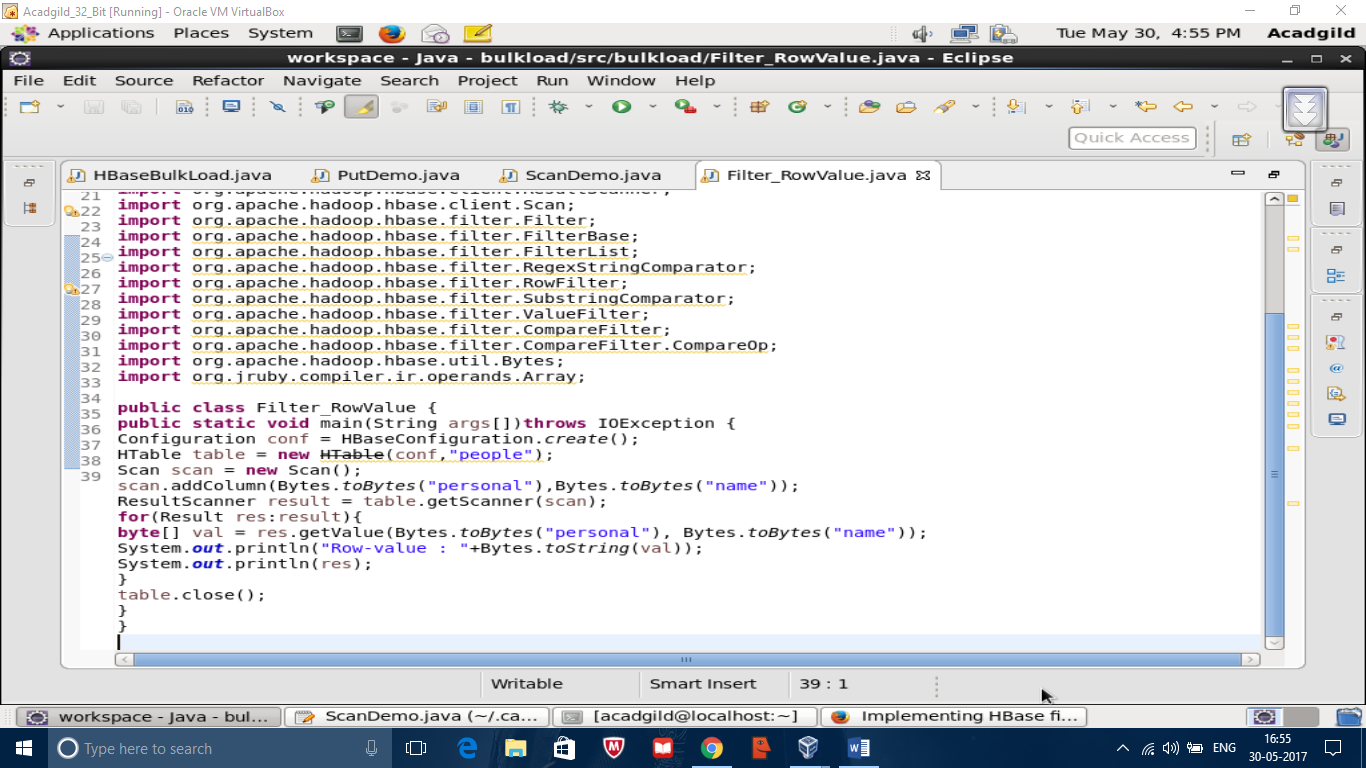 Acadgild_32_Bit [Running] - Oracle VM VirtualBox
Applications Places System Tue May 30, 4:55 PM Acadgild
workspace - Java - bulkload/src/bulkload/Filter_RowValue.java - Eclipse
File Edit Source Refactor Navigate Search Project Run Window Help
Quick Access
HBaseBulkLoad.java PutDemo.java ScanDemo.java Filter_RowValue.java
21 import org.apache.hadoop.hbase.client.ResultScanner;
22 import org.apache.hadoop.hbase.client.Scan;
23 import org.apache.hadoop.hbase.filter.Filter;
24 import org.apache.hadoop.hbase.filter.FilterBase;
25 import org.apache.hadoop.hbase.filter.FilterList;
26 import org.apache.hadoop.hbase.filter.RegexStringComparator;
27 import org.apache.hadoop.hbase.filter.RowFilter;
28 import org.apache.hadoop.hbase.filter.SubstringComparator;
29 import org.apache.hadoop.hbase.filter.ValueFilter;
30 import org.apache.hadoop.hbase.filter.CompareFilter;
31 import org.apache.hadoop.hbase.filter.CompareFilter.CompareOp;
32 import org.apache.hadoop.hbase.util.Bytes;
33 import org.jruby.compiler.ir.operands.Array;
34
35 public class Filter_RowValue {
36 public static void main(String args[])throws IOException {
37 Configuration conf = HBaseConfiguration.create();
38 HTable table = new HTable(conf,"people");
39 Scan scan = new Scan();
scan.addColumn(Bytes.toBytes("personal"),Bytes.toBytes("name"));
ResultScanner result = table.getScanner(scan);
for(Result res:result){
byte[] val = res.getValue(Bytes.toBytes("personal"), Bytes.toBytes("name"));
System.out.println("Row-value : "+Bytes.toString(val));
System.out.println(res);
}
table.close();
}
}
Writable Smart Insert 39 : 1
workspace - Java - bul... ScanDemo.java (~/.ca... [acadgild@localhost:~] Implementing HBase fi...
Type here to search ENG 16:55
30-05-2017